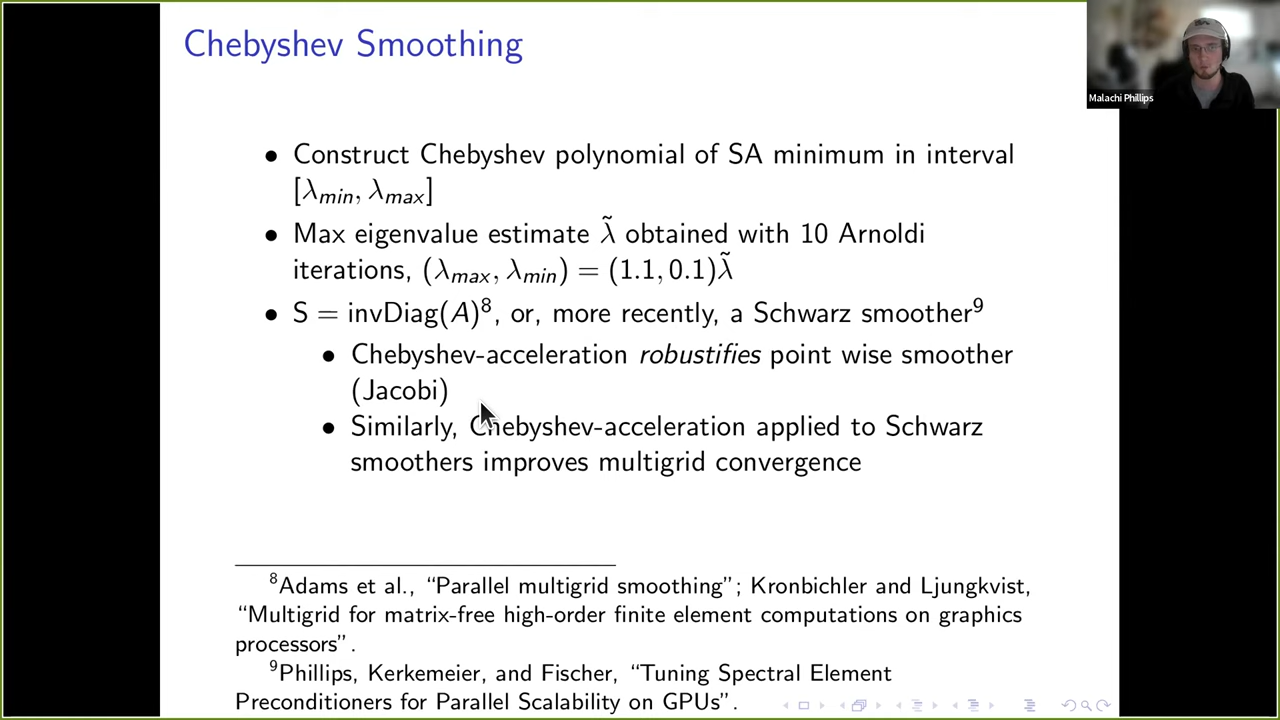 Chebyshev Smoothing
Malachi Phillips
• Construct Chebyshev polynomial of SA minimum in interval
[λmin, λmax]
• Max eigenvalue estimate λ̃ obtained with 10 Arnoldi
iterations, (λmax, λmin) = (1.1, 0.1)λ̃
• S = invDiag(A)⁸, or, more recently, a Schwarz smoother⁹
• Chebyshev-acceleration robustifies point wise smoother
(Jacobi)
• Similarly, Chebyshev-acceleration applied to Schwarz
smoothers improves multigrid convergence
⁸Adams et al., “Parallel multigrid smoothing”; Kronbichler and Ljungkvist,
“Multigrid for matrix-free high-order finite element computations on graphics
processors”.
⁹Phillips, Kerkemeier, and Fischer, “Tuning Spectral Element
Preconditioners for Parallel Scalability on GPUs”.